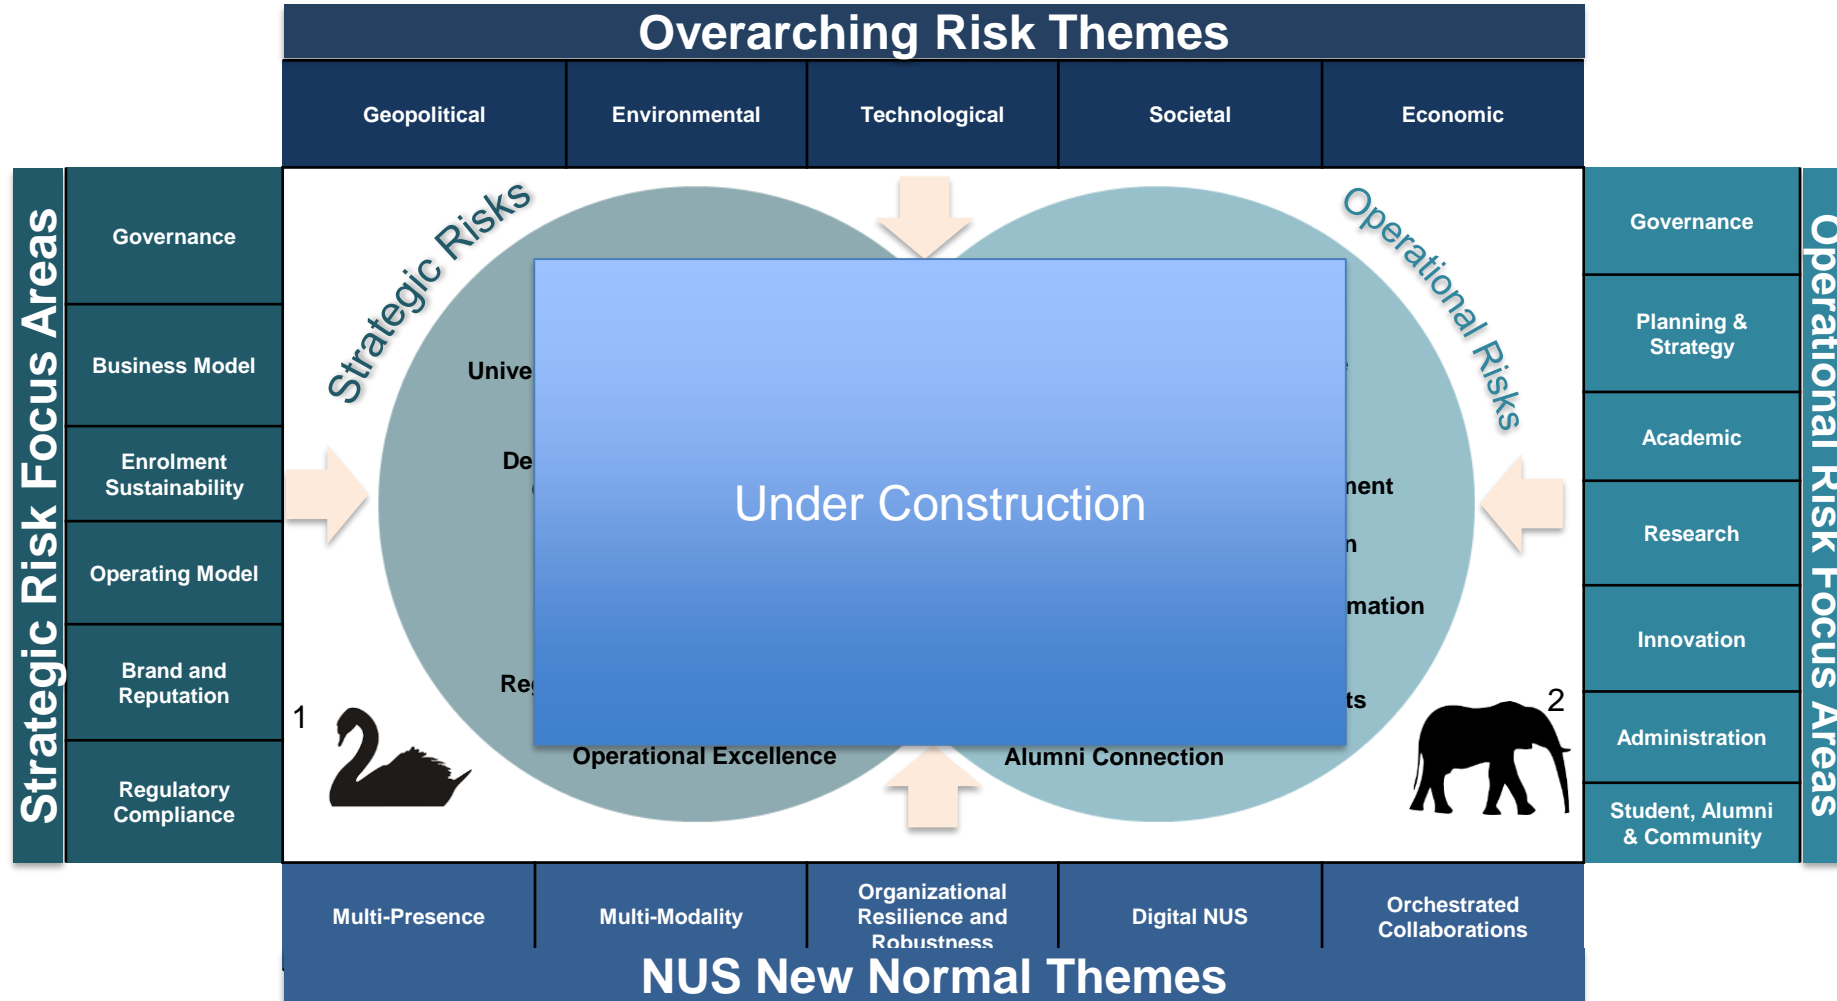 Overarching Risk Themes
Geopolitical
Environmental
Technological
Societal
Economic
Strategic Risk Focus Areas
Governance
Business Model
Enrolment
Sustainability
Operating Model
Brand and
Reputation
Regulatory
Compliance
Strategic Risks
Operational Risks
Under Construction
Operational Excellence
Alumni Connection
1
2
Governance
Planning &
Strategy
Academic
Research
Innovation
Administration
Student, Alumni
& Community
Operational Risk Focus Areas
Multi-Presence
Multi-Modality
Organizational
Resilience and
Robustness
Digital NUS
Orchestrated
Collaborations
NUS New Normal Themes